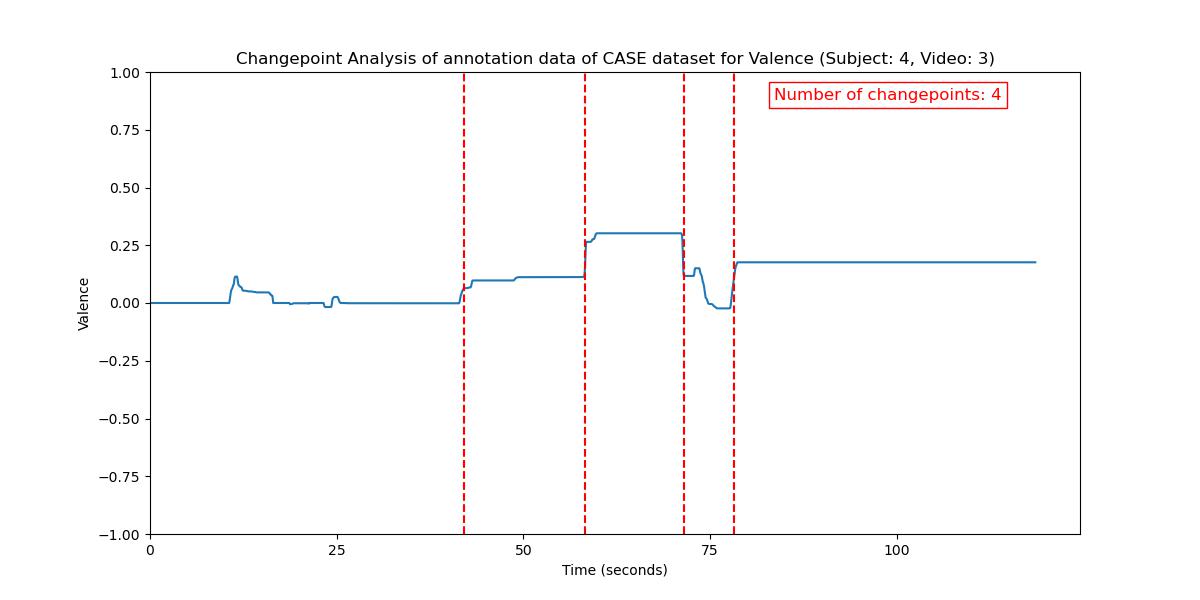 Changepoint Analysis of annotation data of CASE dataset for Valence (Subject: 4, Video: 3)
Number of changepoints: 4
1.00
0.75
0.50
0.25
0.00
−0.25
−0.50
−0.75
−1.00
Valence
0 25 50 75 100
Time (seconds)